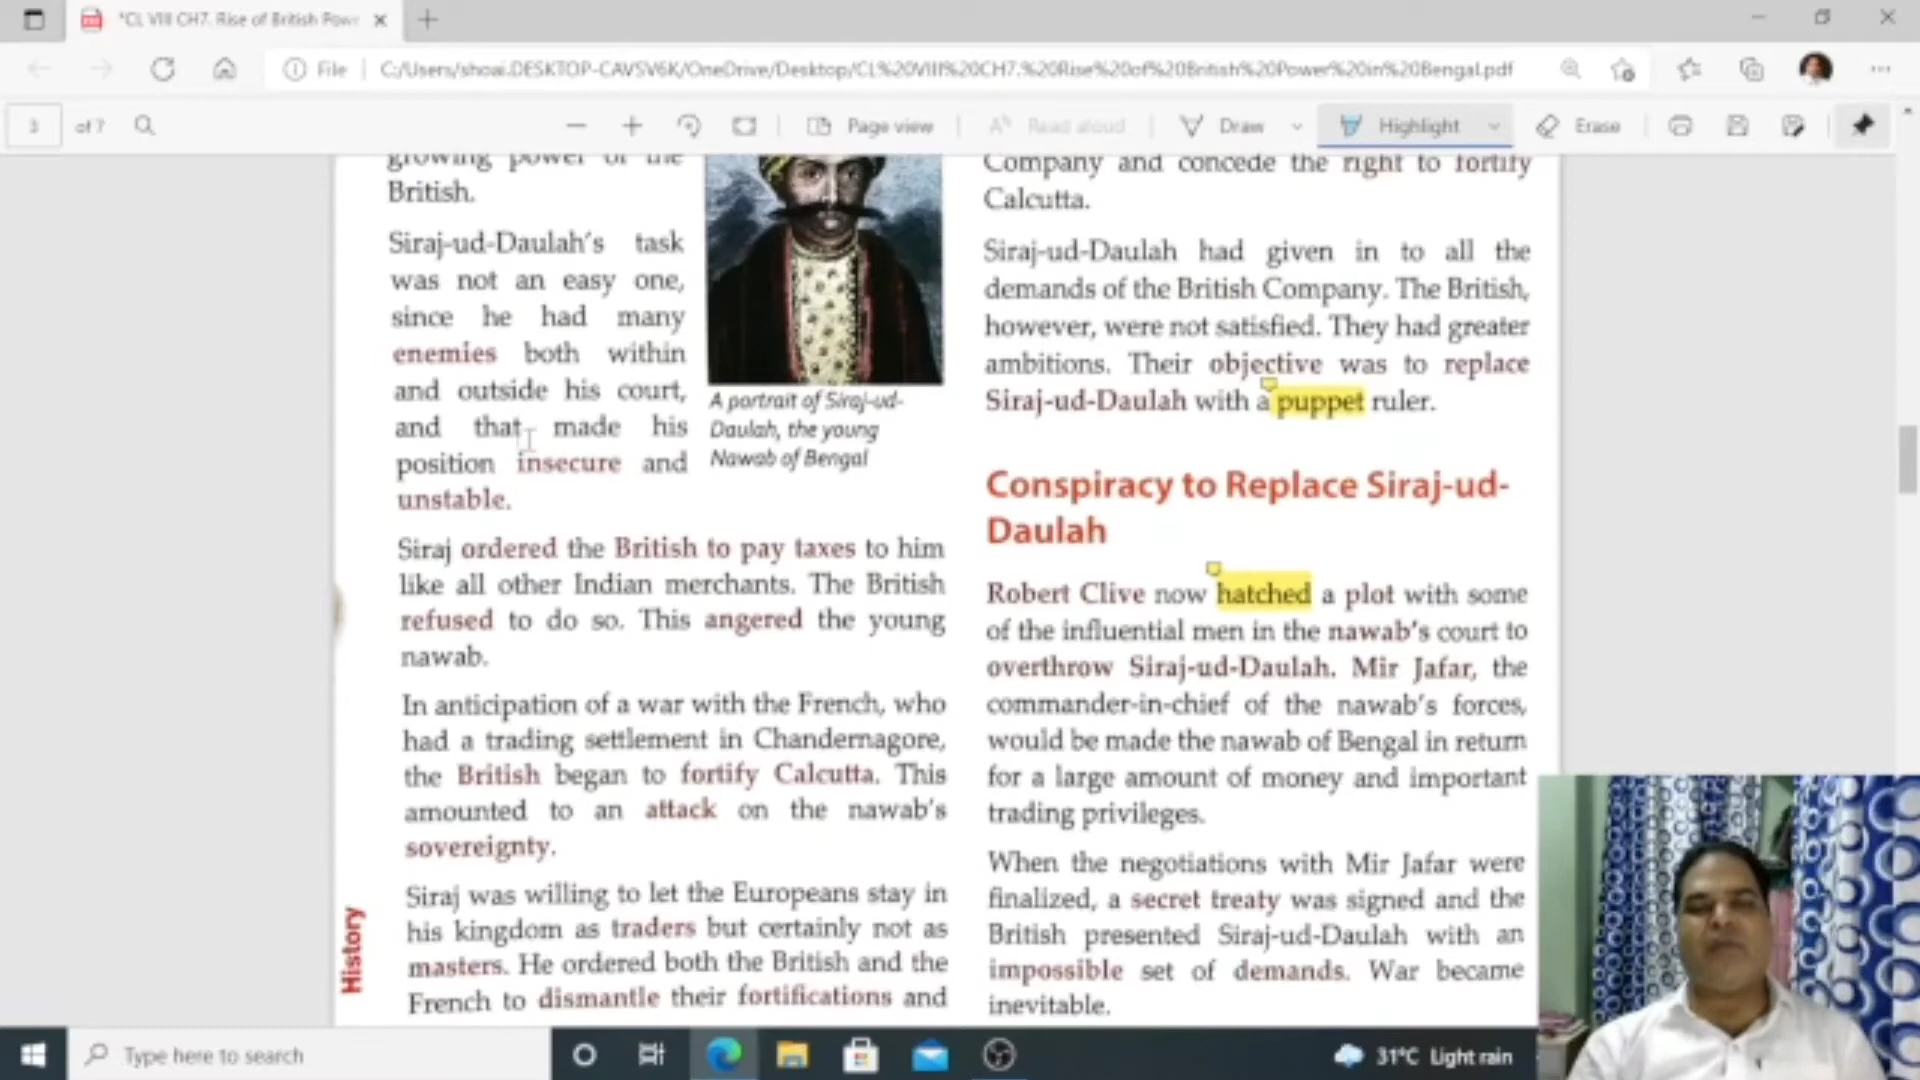 *CL VIII CH7. Rise of British Powe
File
C:/Users/shoai.DESKTOP-CAVSV6K/OneDrive/Desktop/CL%20VIII%20CH7.%20Rise%20of%20British%20Power%20in%20Bengal.pdf
3 of 7
Page view
Read aloud
Draw
Highlight
Erase
growing power of the
British.
Siraj-ud-Daulah's task
was not an easy one,
since he had many
enemies both within
and outside his court,
and that made his
position insecure and
unstable.
A portrait of Siraj-ud-
Daulah, the young
Nawab of Bengal
Siraj ordered the British to pay taxes to him
like all other Indian merchants. The British
refused to do so. This angered the young
nawab.
In anticipation of a war with the French, who
had a trading settlement in Chandernagore,
the British began to fortify Calcutta. This
amounted to an attack on the nawab's
sovereignty.
Siraj was willing to let the Europeans stay in
his kingdom as traders but certainly not as
masters. He ordered both the British and the
French to dismantle their fortifications and
History
Company and concede the right to fortify
Calcutta.
Siraj-ud-Daulah had given in to all the
demands of the British Company. The British,
however, were not satisfied. They had greater
ambitions. Their objective was to replace
Siraj-ud-Daulah with a puppet ruler.
Conspiracy to Replace Siraj-ud-
Daulah
Robert Clive now hatched a plot with some
of the influential men in the nawab's court to
overthrow Siraj-ud-Daulah. Mir Jafar, the
commander-in-chief of the nawab's forces,
would be made the nawab of Bengal in return
for a large amount of money and important
trading privileges.
When the negotiations with Mir Jafar were
finalized, a secret treaty was signed and the
British presented Siraj-ud-Daulah with an
impossible set of demands. War became
inevitable.
Type here to search
31°C Light rain